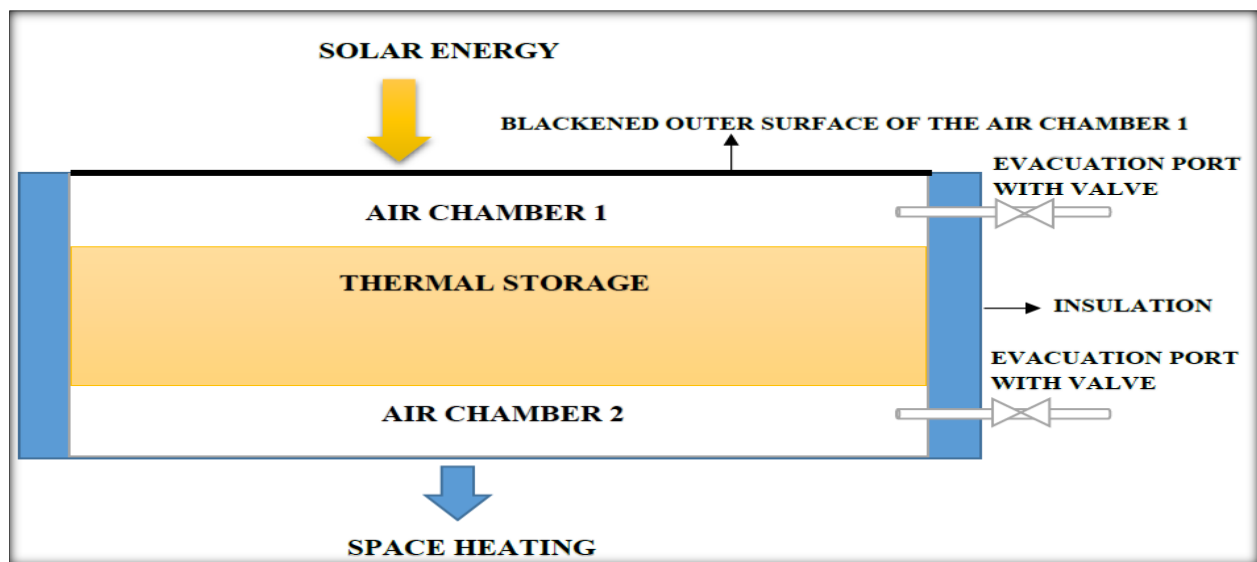 SOLAR ENERGY
BLACKENED OUTER SURFACE OF THE AIR CHAMBER 1
EVACUATION PORT
WITH VALVE
AIR CHAMBER 1
THERMAL STORAGE
INSULATION
EVACUATION PORT
WITH VALVE
AIR CHAMBER 2
SPACE HEATING